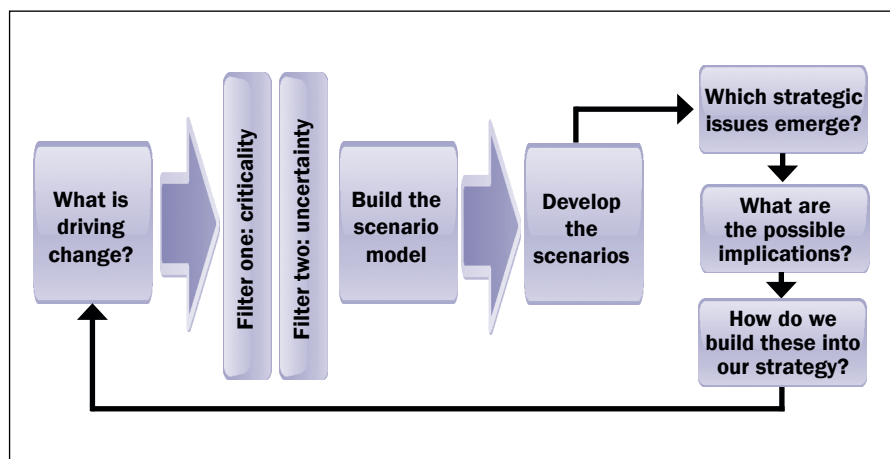 What is
driving
change?
Filter one: criticality
Filter two: uncertainty
Build the
scenario
model
Develop
the
scenarios
Which strategic
issues emerge?
What are
the possible
implications?
How do we
build these into
our strategy?